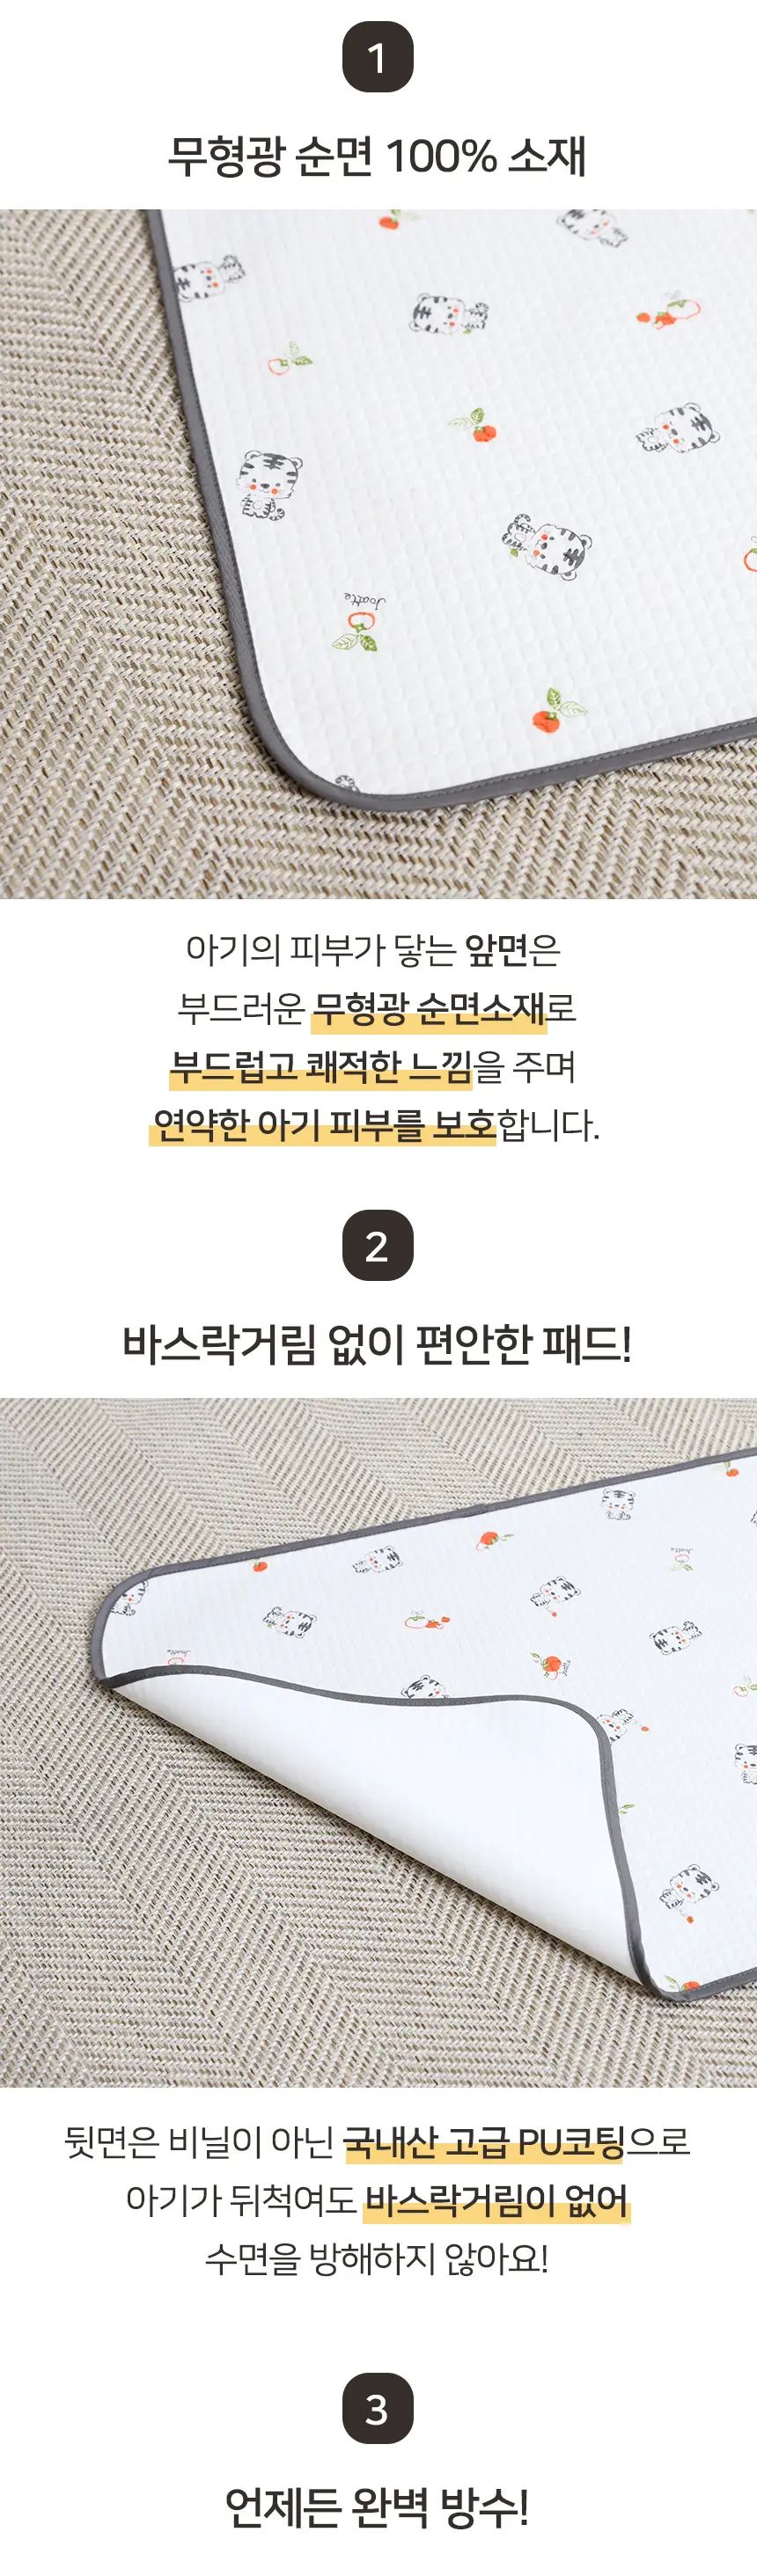 1
무형광 순면 100% 소재
Joatte
아기의 피부가 닿는 앞면은
부드러운 무형광 순면소재로
부드럽고 쾌적한 느낌을 주며
연약한 아기 피부를 보호합니다.
2
바스락거림 없이 편안한 패드!
Joatte
Joatte
Joatte
뒷면은 비닐이 아닌 국내산 고급 PU코팅으로
아기가 뒤척여도 바스락거림이 없어
수면을 방해하지 않아요!
3
언제든 완벽 방수!